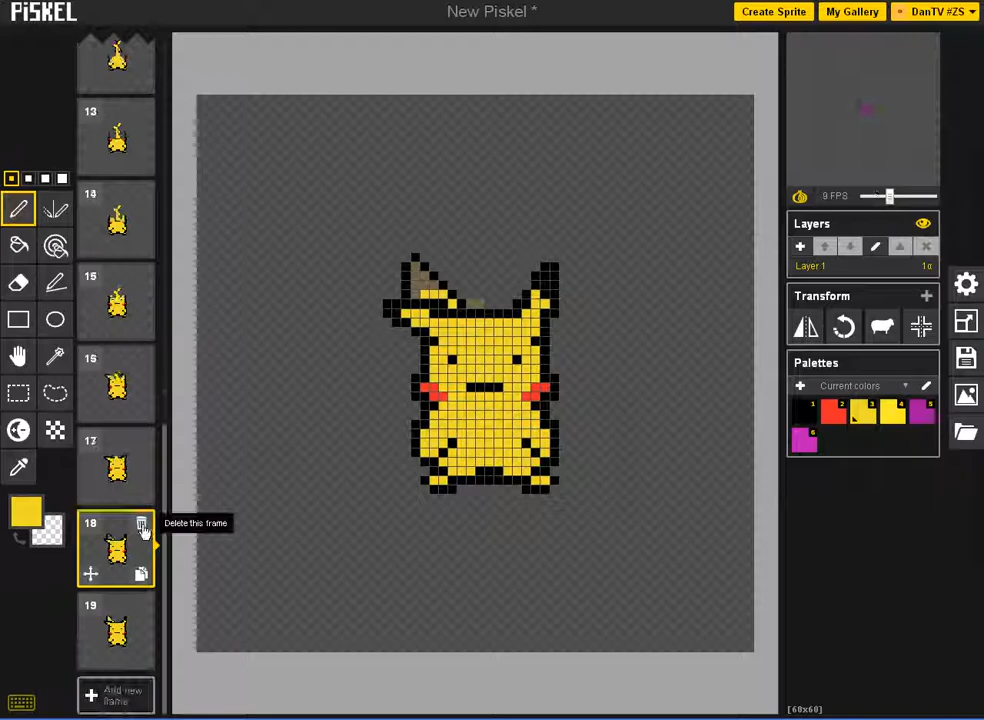 PiSKEL
New Piskel *
Create Sprite
My Gallery
DanTV #ZS
13
14
15
16
17
18
Delete this frame
19
Add new
frame
9 FPS
Layers
Layer 1
1α
Transform
Palettes
Current colors
1
2
3
4
5
6
[60x60]